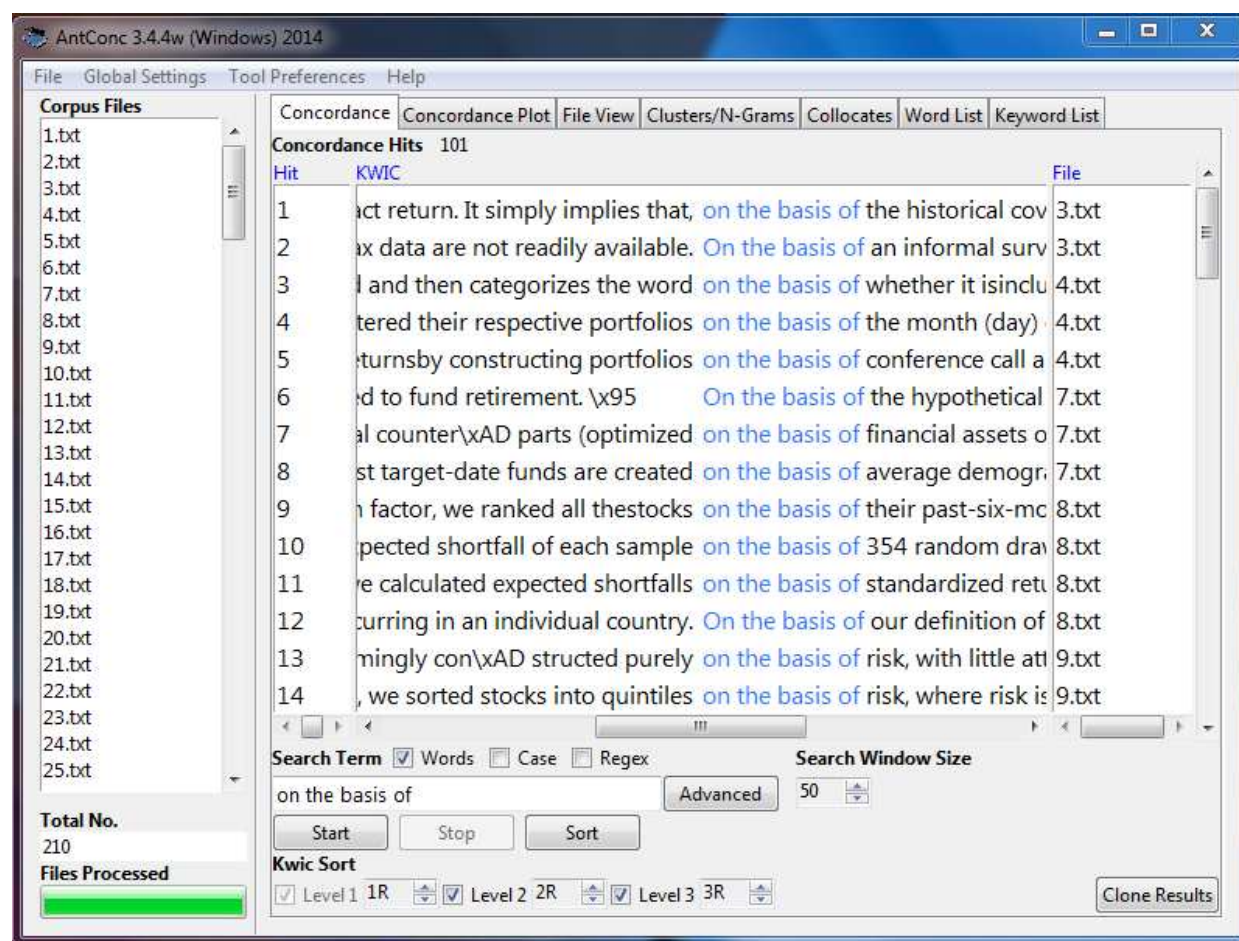 AntConc 3.4.4w (Windows) 2014
File Global Settings Tool Preferences Help
Corpus Files
1.txt
2.txt
3.txt
4.txt
5.txt
6.txt
7.txt
8.txt
9.txt
10.txt
11.txt
12.txt
13.txt
14.txt
15.txt
16.txt
17.txt
18.txt
19.txt
20.txt
21.txt
22.txt
23.txt
24.txt
25.txt
Total No.
210
Files Processed
Concordance Concordance Plot File View Clusters/N-Grams Collocates Word List Keyword List
Concordance Hits 101
Hit KWIC File
1 act return. It simply implies that, on the basis of the historical cov 3.txt
2 ax data are not readily available. On the basis of an informal surv 3.txt
3 and then categorizes the word on the basis of whether it isinclu 4.txt
4 tered their respective portfolios on the basis of the month (day) 4.txt
5 eturnsby constructing portfolios on the basis of conference call a 4.txt
6 ed to fund retirement. \x95 On the basis of the hypothetical 7.txt
7 al counter\xAD parts (optimized on the basis of financial assets o 7.txt
8 st target-date funds are created on the basis of average demogra 7.txt
9 n factor, we ranked all thestocks on the basis of their past-six-mo 8.txt
10 pected shortfall of each sample on the basis of 354 random draw 8.txt
11 ve calculated expected shortfalls on the basis of standardized retu 8.txt
12 curring in an individual country. On the basis of our definition of 8.txt
13 mingly con\xAD structed purely on the basis of risk, with little att 9.txt
14 , we sorted stocks into quintiles on the basis of risk, where risk is 9.txt
Search Term Words Case Regex Search Window Size
on the basis of Advanced 50
Start Stop Sort
Kwic Sort
Level 1 1R Level 2 2R Level 3 3R Clone Results